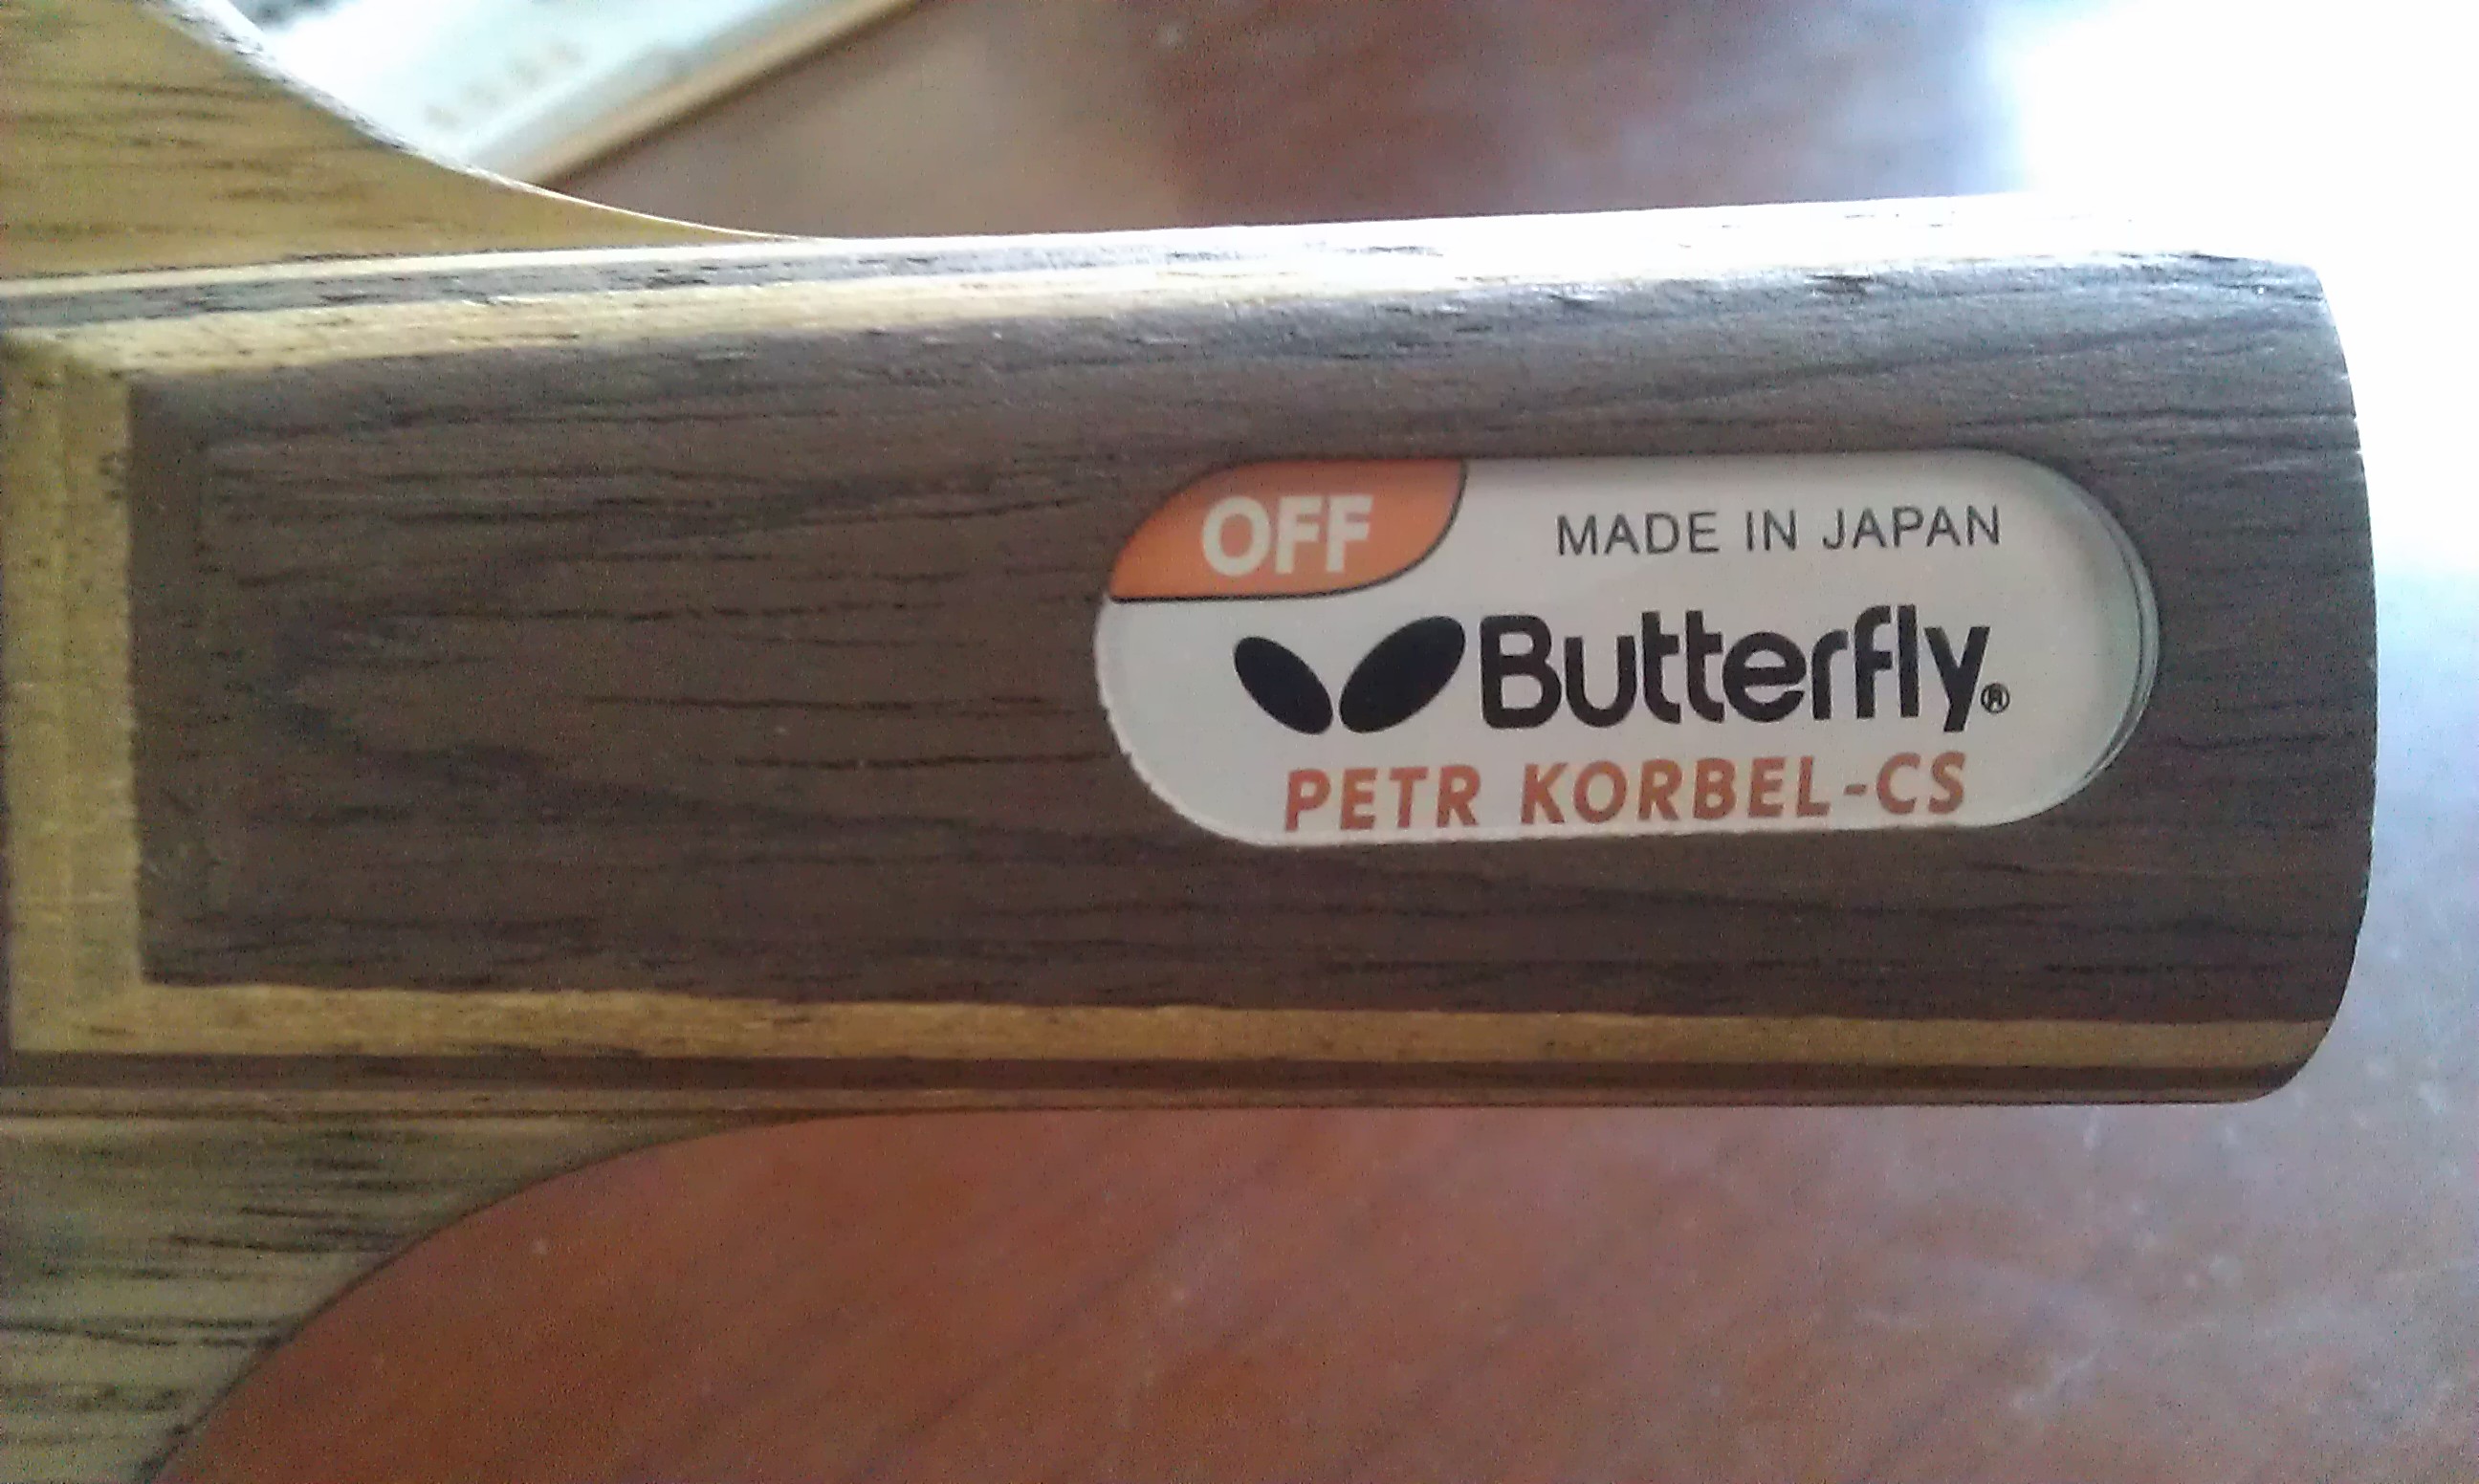 OFF
MADE IN JAPAN
Butterfly®
PETR KORBEL-CS